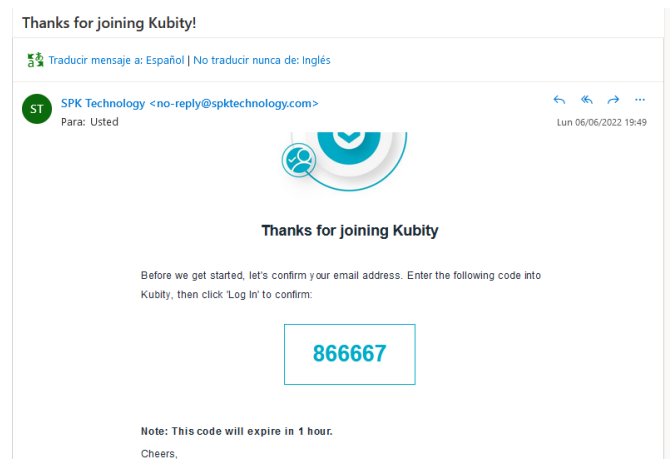 Thanks for joining Kubity!
Traducir mensaje a: Español | No traducir nunca de: Inglés
ST
SPK Technology <no-reply@spktechnology.com>
Para: Usted
Lun 06/06/2022 19:49
Thanks for joining Kubity
Before we get started, let's confirm your email address. Enter the following code into
Kubity, then click 'Log In' to confirm:
866667
Note: This code will expire in 1 hour.
Cheers,